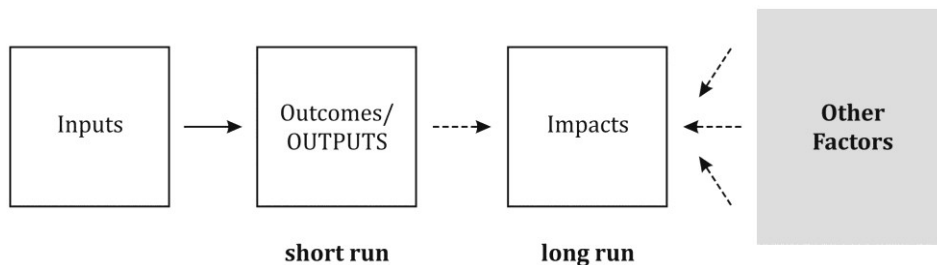 Inputs
Outcomes/
OUTPUTS
Impacts
Other
Factors
short run
long run